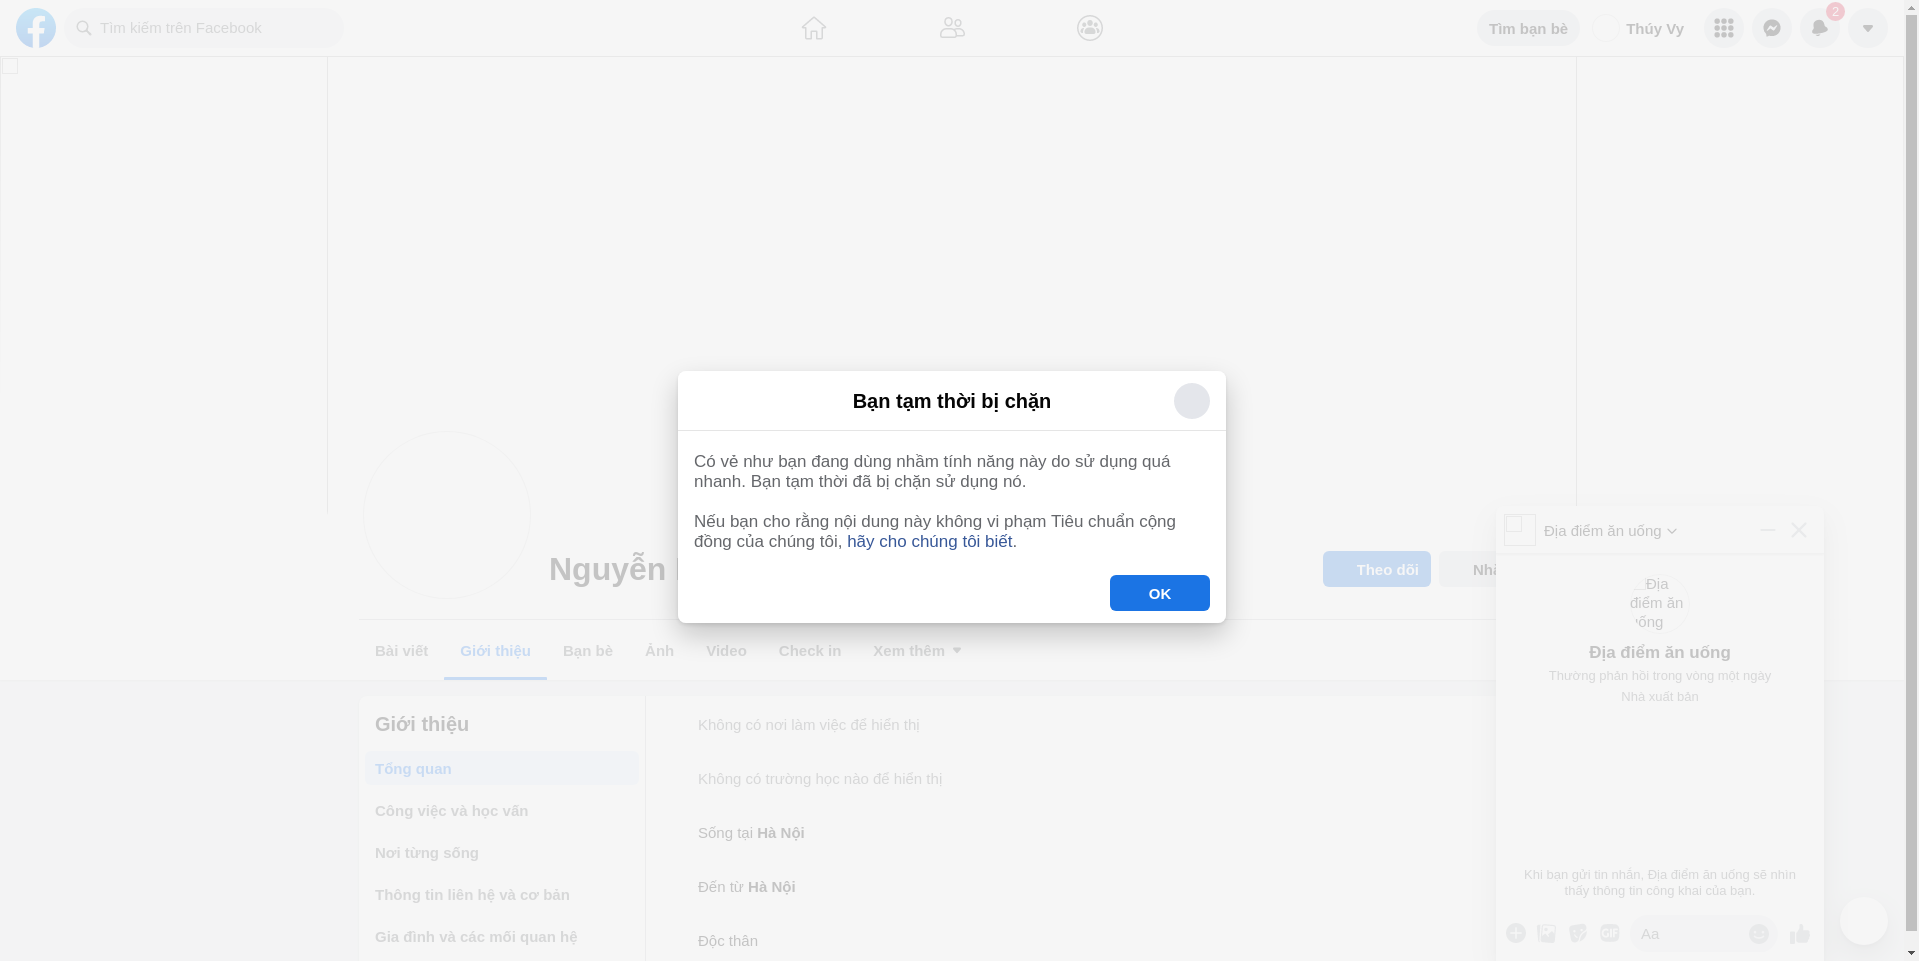 Tìm kiếm trên Facebook
Tìm bạn bè
Thúy Vy
2
Bạn tạm thời bị chặn
Có vẻ như bạn đang dùng nhầm tính năng này do sử dụng quá
nhanh. Bạn tạm thời đã bị chặn sử dụng nó.
Nếu bạn cho rằng nội dung này không vi phạm Tiêu chuẩn cộng
đồng của chúng tôi, hãy cho chúng tôi biết.
OK
Nguyễn
Theo dõi
Bài viết
Giới thiệu
Bạn bè
Ảnh
Video
Check in
Xem thêm
Giới thiệu
Tổng quan
Công việc và học vấn
Nơi từng sống
Thông tin liên hệ và cơ bản
Gia đình và các mối quan hệ
Không có nơi làm việc để hiển thị
Không có trường học nào để hiển thị
Sống tại Hà Nội
Đến từ Hà Nội
Độc thân
Địa điểm ăn uống
Địa
điểm ăn
uống
Địa điểm ăn uống
Thường phản hồi trong vòng một ngày
Nhà xuất bản
Khi bạn gửi tin nhắn, Địa điểm ăn uống sẽ nhìn
thấy thông tin công khai của bạn.
GIF
Aa